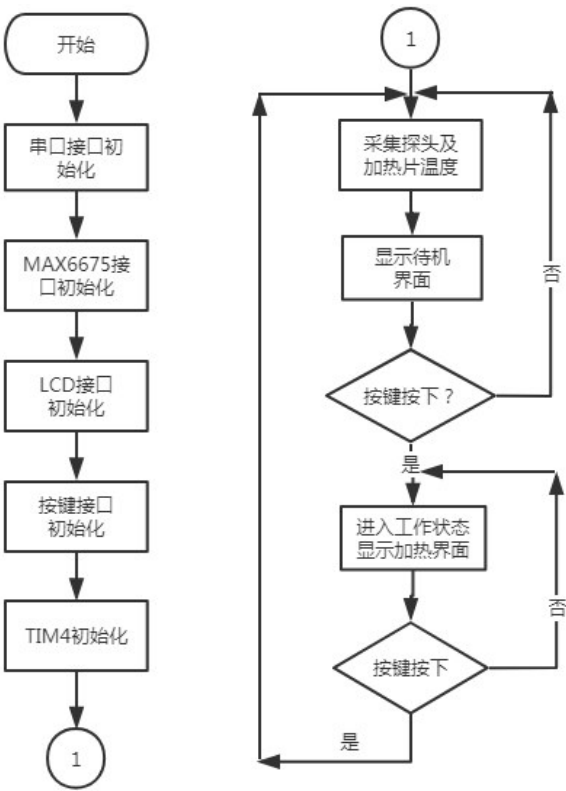 开始
串口接口初
始化
MAX6675接
口初始化
LCD接口
初始化
按键接口
初始化
TIM4初始化
1
1
采集探头及
加热片温度
显示待机
界面
否
按键按下？
是
进入工作状态
显示加热界面
否
按键按下
是